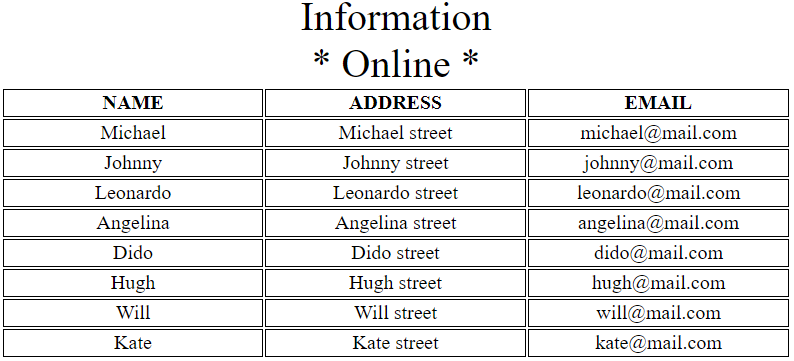 Information
* Online *
NAME ADDRESS EMAIL
Michael Michael street michael@mail.com
Johnny Johnny street johnny@mail.com
Leonardo Leonardo street leonardo@mail.com
Angelina Angelina street angelina@mail.com
Dido Dido street dido@mail.com
Hugh Hugh street hugh@mail.com
Will Will street will@mail.com
Kate Kate street kate@mail.com